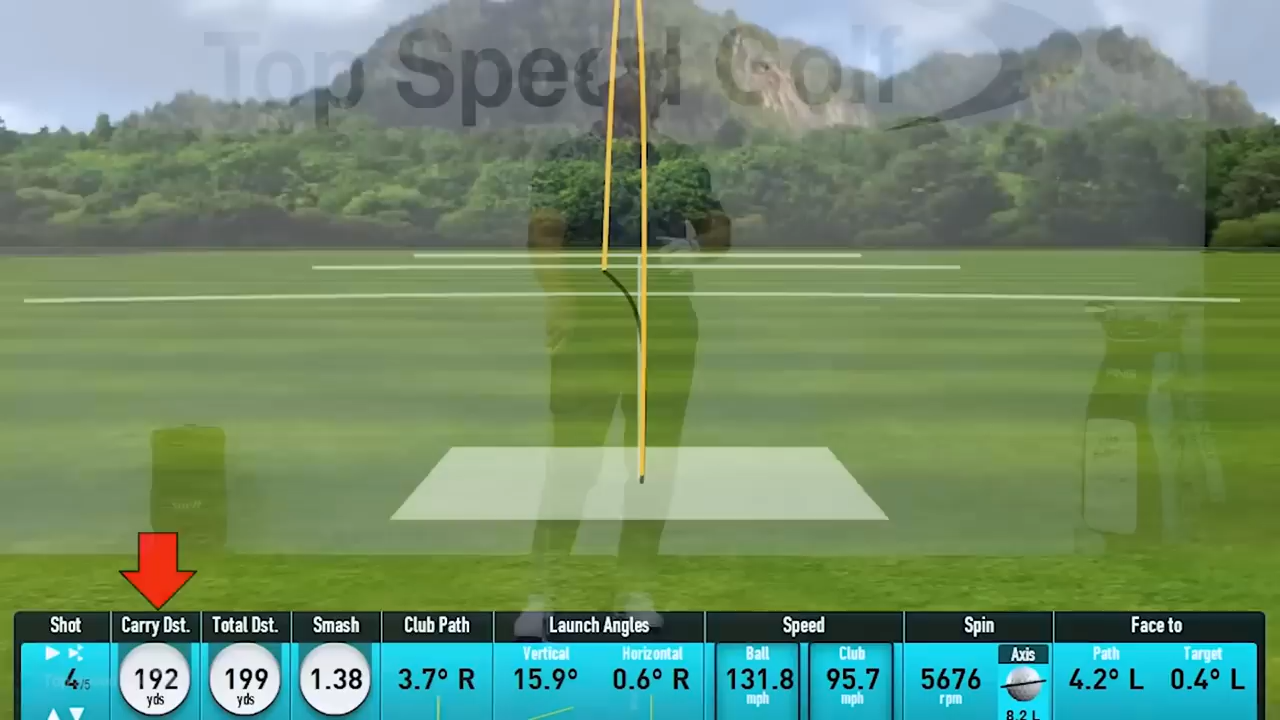 Top Speed Golf
Shot Carry Dst. Total Dst. Smash Club Path Launch Angles Speed Spin Face to
Vertical Horizontal Ball Club Axis Path Target
4/5 192 199 1.38 3.7° R 15.9° 0.6° R 131.8 95.7 5676 4.2° L 0.4° L
yds yds mph mph rpm
8.2 L